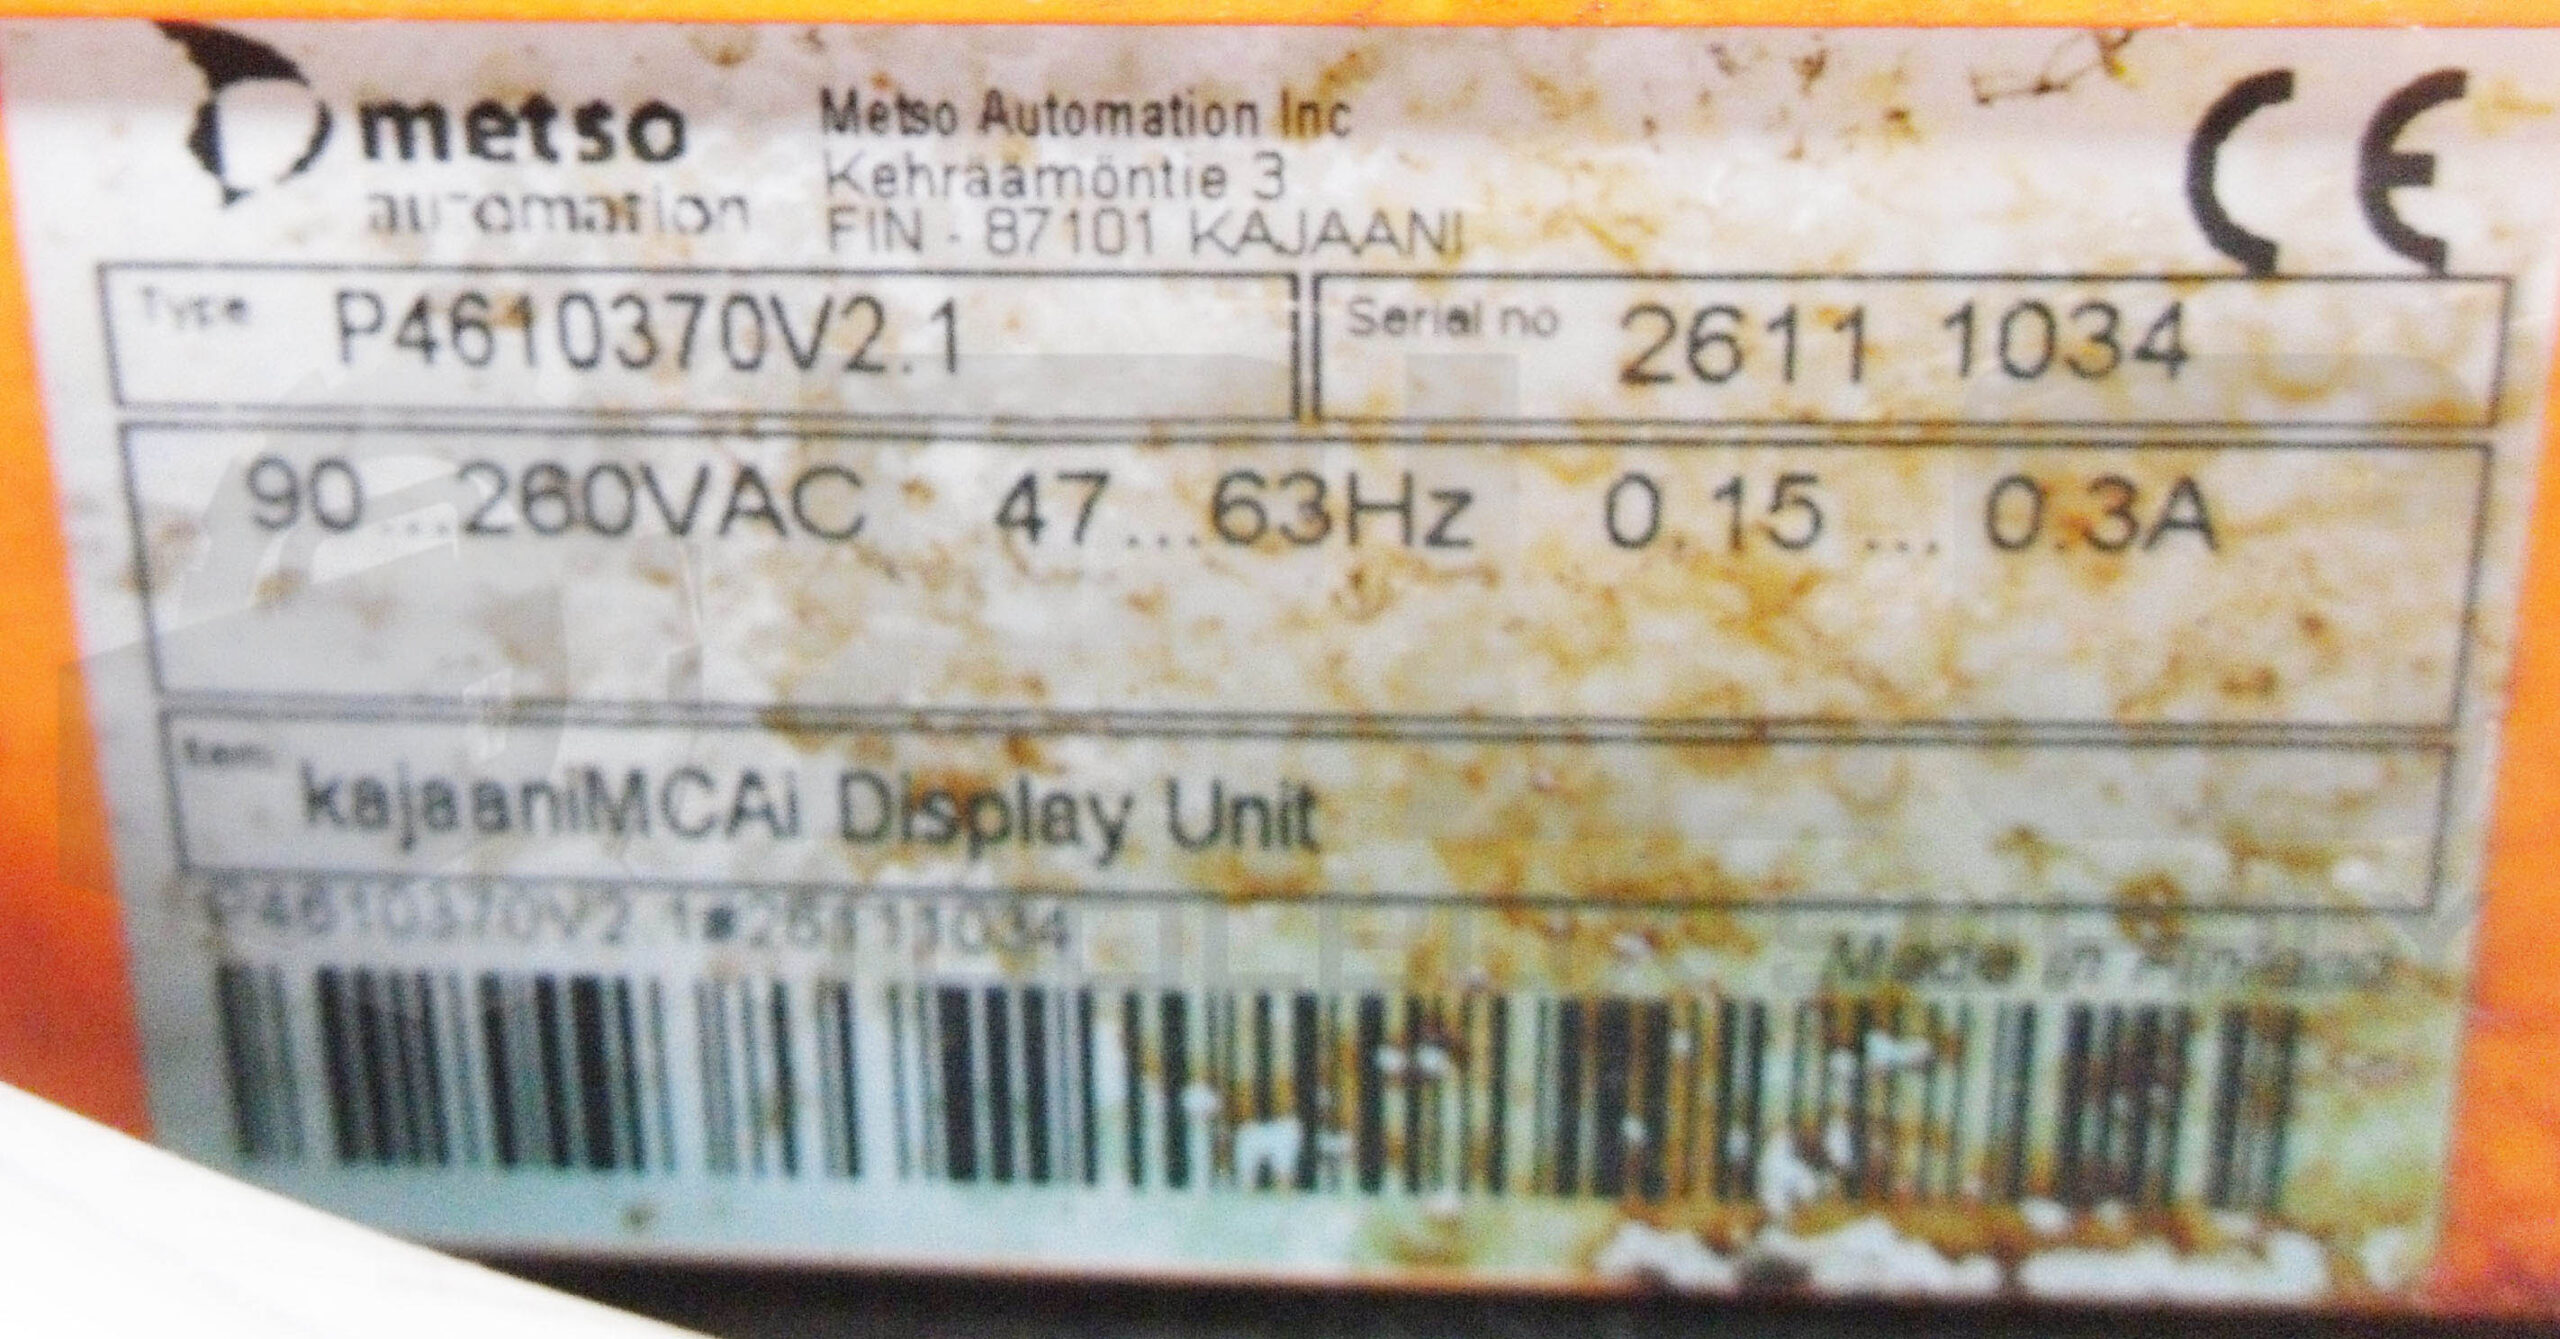 metso
automation
Metso Automation Inc
Kehräämöntie 3
FIN - 87101 KAJAANI
CE
Type P4610370V2.1
Serial no 2611 1034
90...260VAC 47...63Hz 0.15... 0.3A
Item: kajaaniMCAi Display Unit
P4610370V2.1#26111034
Made in Finland